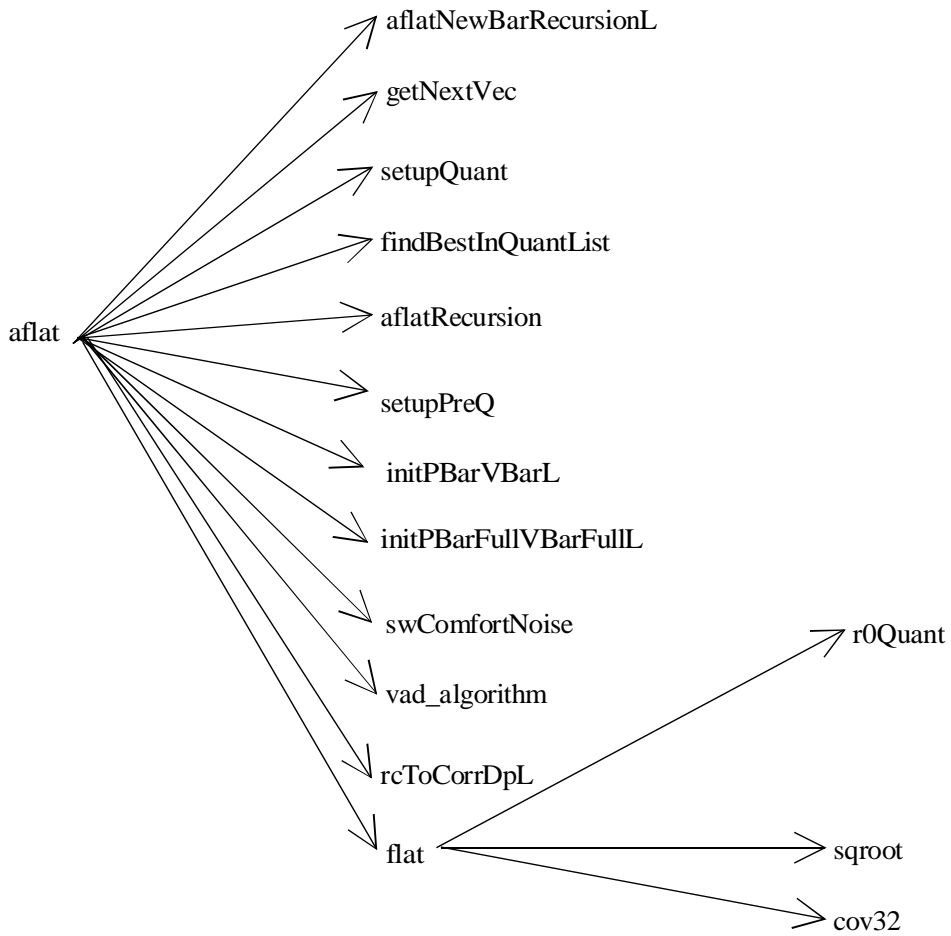 aflatNewBarRecursionL
getNextVec
setupQuant
findBestInQuantList
aflatRecursion
aflat
setupPreQ
initPBarVBarL
initPBarFullVBarFullL
swComfortNoise
r0Quant
vad_algorithm
rcToCorrDpL
flat
sqroot
cov32